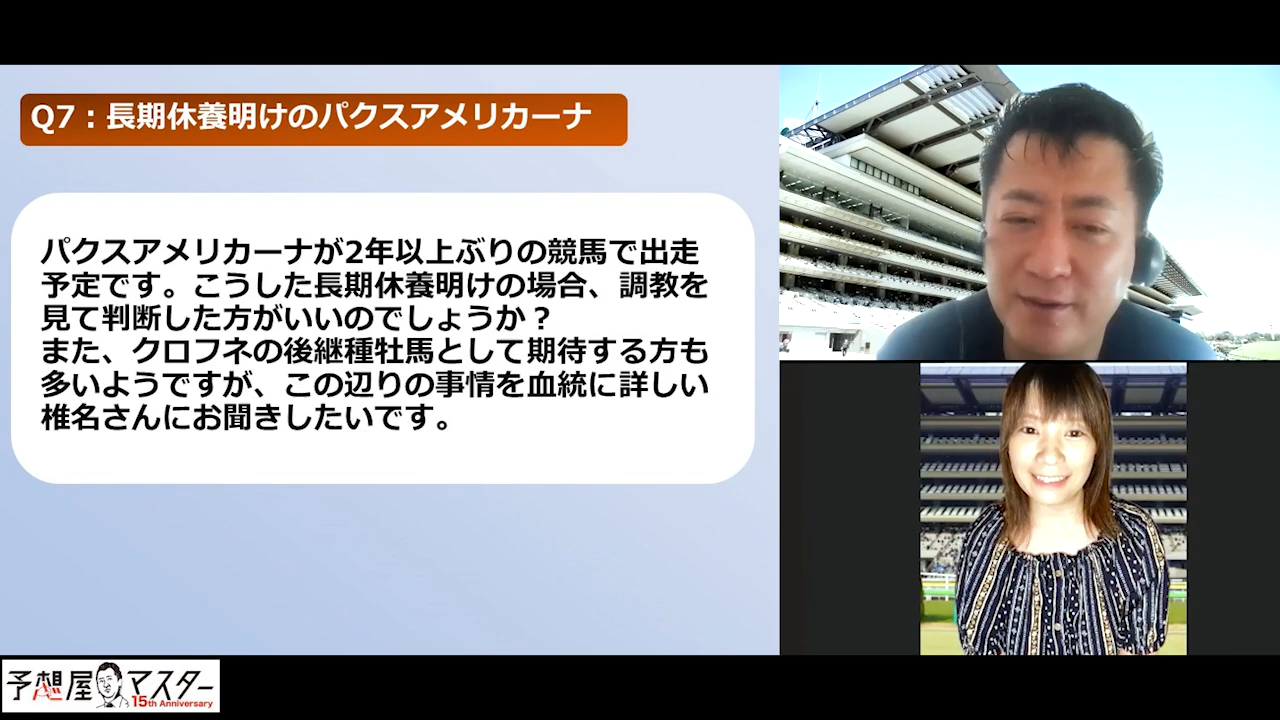 Q7：長期休養明けのパクスアメリカーナ
パクスアメリカーナが2年以上ぶりの競馬で出走
予定です。こうした長期休養明けの場合、調教を
見て判断した方がいいのでしょうか？
また、クロフネの後継種牡馬として期待する方も
多いようですが、この辺りの事情を血統に詳しい
椎名さんにお聞きしたいです。
予想屋マスター
15th Anniversary